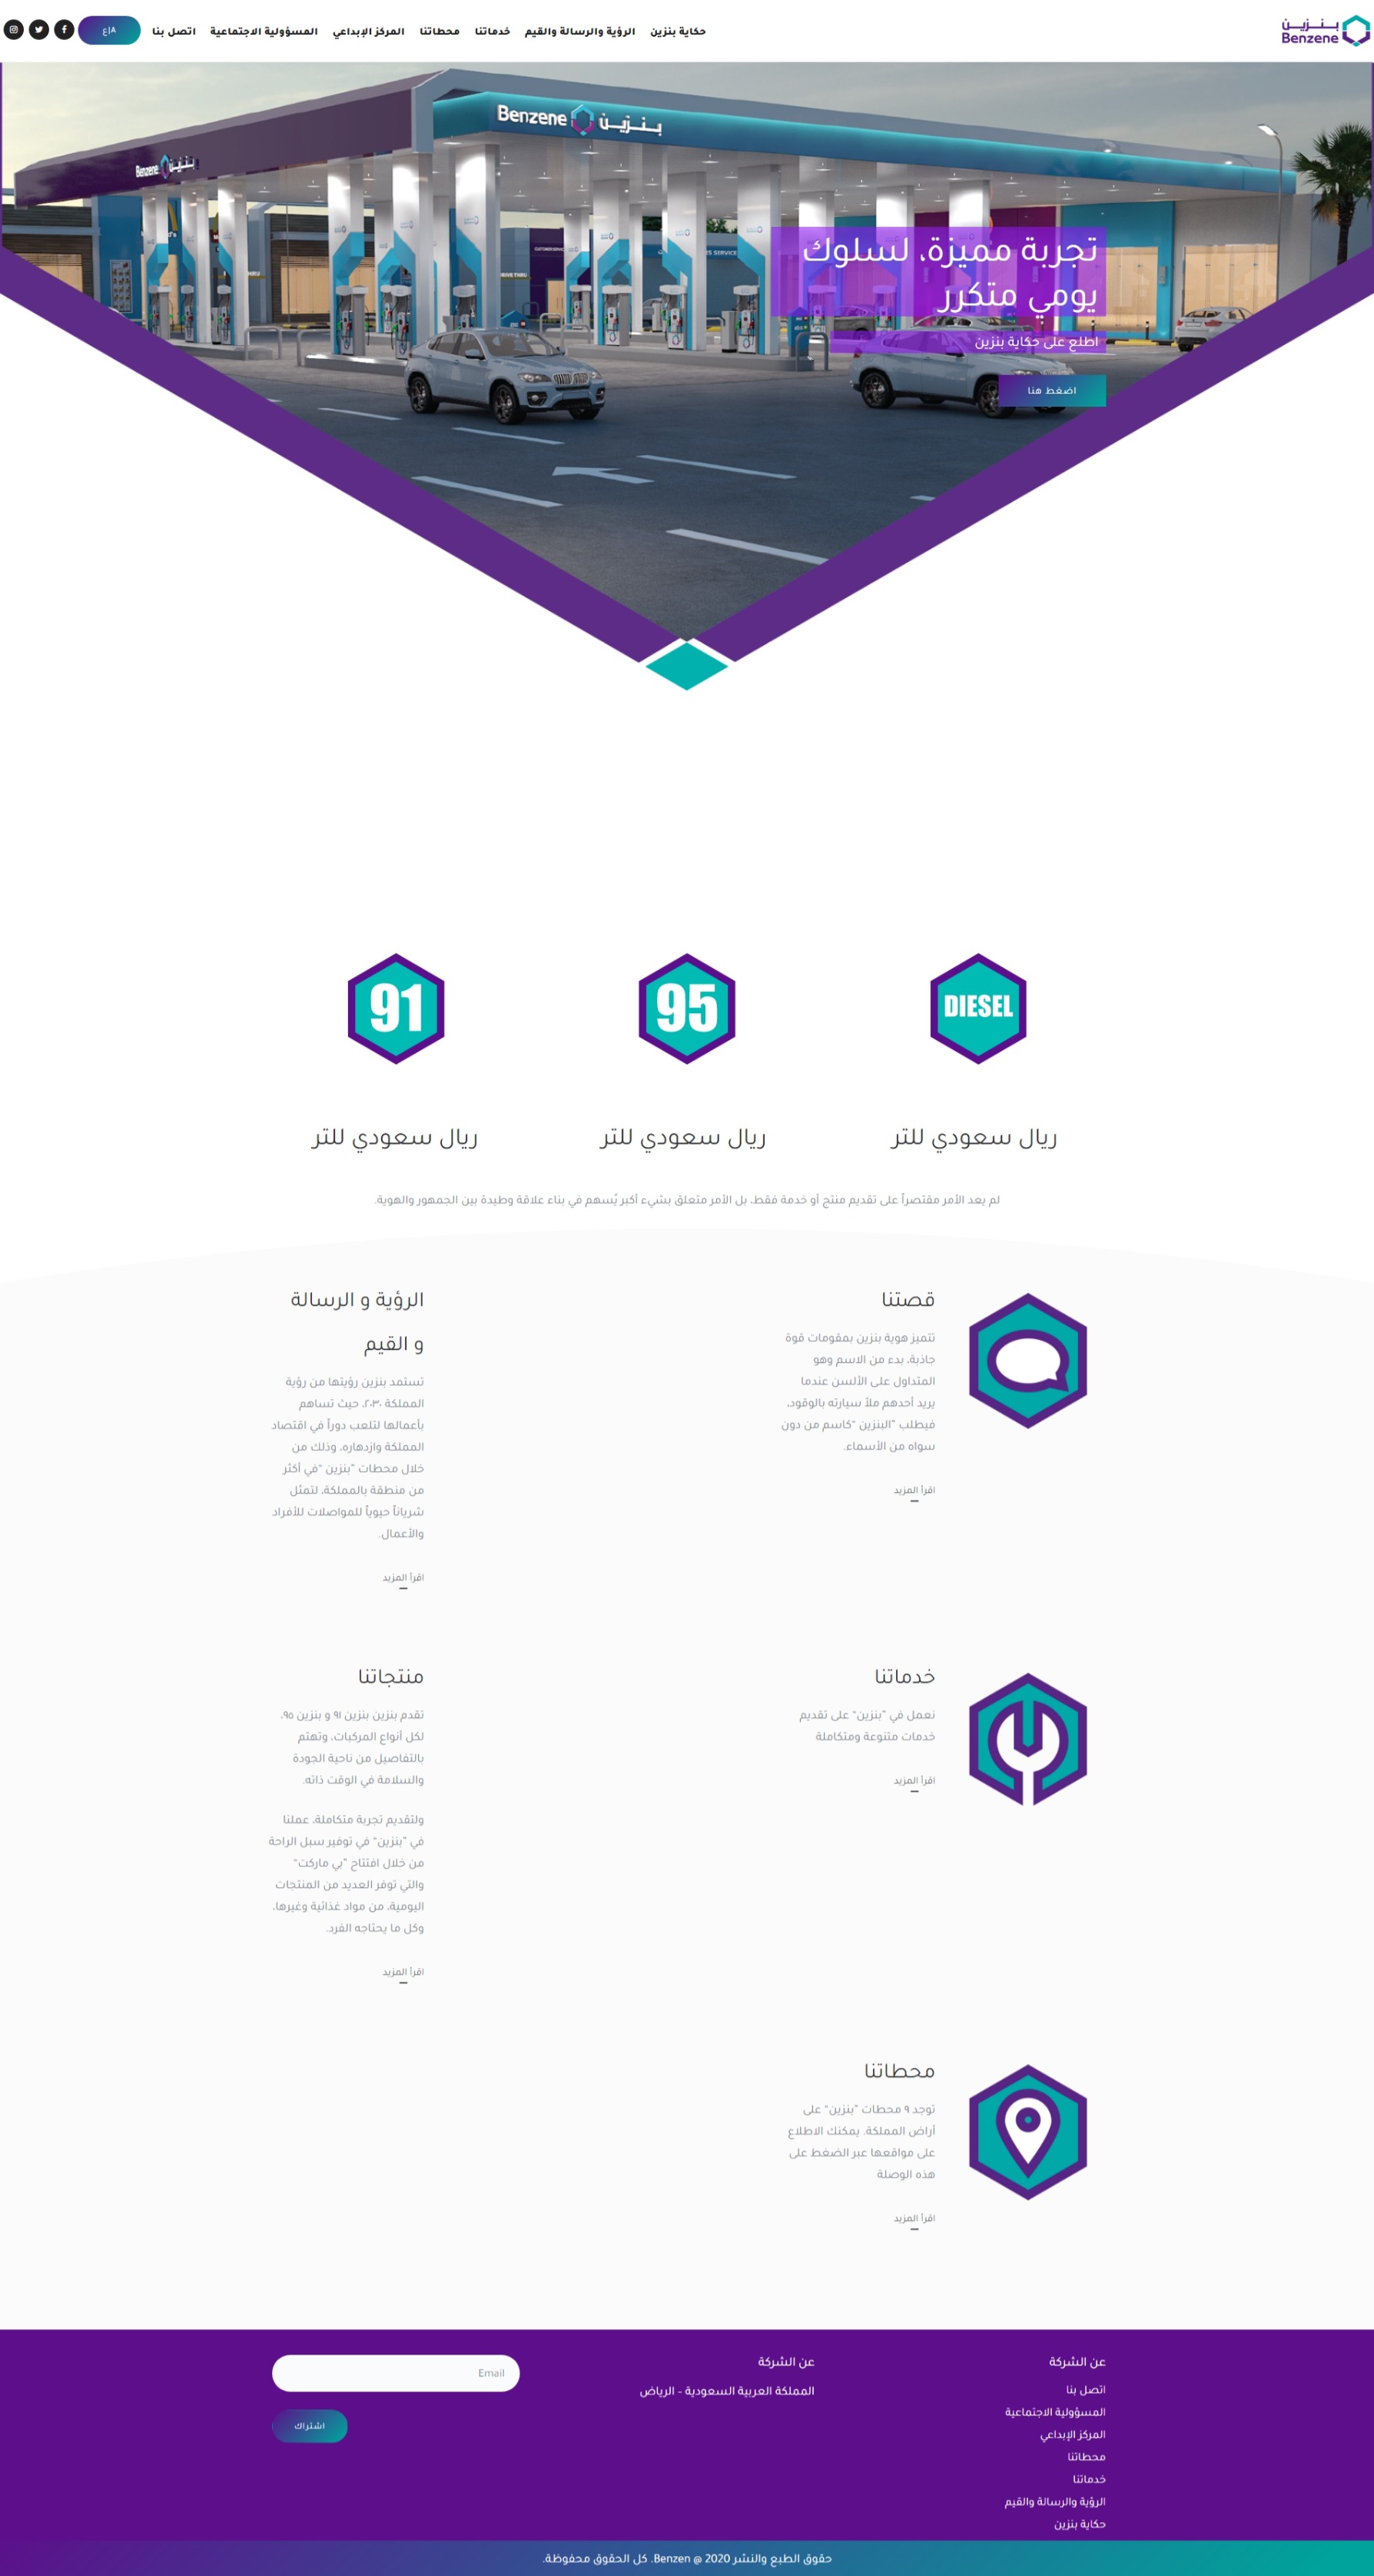 بنزين
Benzene
حكاية بنزين
الرؤية والرسالة والقيم
خدماتنا
محطاتنا
المركز الإبداعي
المسؤولية الاجتماعية
اتصل بنا
ع|A
Benzene بنزين
Benzene بنزين
DRIVE THRU
تجربة مميزة، لسلوك
يومي متكرر
اطلع على حكاية بنزين
اضغط هنا
DIESEL
95
91
ريال سعودي للتر
ريال سعودي للتر
ريال سعودي للتر
لم يعد الأمر مقتصراً على تقديم منتج أو خدمة فقط، بل الأمر متعلق بشيء أكبر يُسهم في بناء علاقة وطيدة بين الجمهور والهوية.
قصتنا
تتميز هوية بنزين بمقومات قوة
جاذبة، بدء من الاسم وهو
المتداول على الألسن عندما
يريد أحدهم ملأ سيارته بالوقود،
فيطلب "البنزين "كاسم من دون
سواه من الأسماء.
اقرأ المزيد
الرؤية و الرسالة
و القيم
تستمد بنزين رؤيتها من رؤية
المملكة ٢٠٣٠، حيث تساهم
بأعمالها لتلعب دوراً في اقتصاد
المملكة وازدهاره، وذلك من
خلال محطات "بنزين "في أكثر
من منطقة بالمملكة، لتمثل
شرياناً حيوياً للمواصلات للأفراد
والأعمال.
اقرأ المزيد
خدماتنا
نعمل في "بنزين" على تقديم
خدمات متنوعة ومتكاملة
اقرأ المزيد
منتجاتنا
تقدم بنزين بنزين ٩١ و بنزين ٩٥،
لكل أنواع المركبات، وتهتم
بالتفاصيل من ناحية الجودة
والسلامة في الوقت ذاته.
ولتقديم تجربة متكاملة، عملنا
في "بنزين" في توفير سبل الراحة
من خلال افتتاح "بي ماركت"
والتي توفر العديد من المنتجات
اليومية، من مواد غذائية وغيرها،
وكل ما يحتاجه الفرد.
اقرأ المزيد
محطاتنا
توجد ٩ محطات "بنزين" على
أراض المملكة. يمكنك الاطلاع
على مواقعها عبر الضغط على
هذه الوصلة
اقرأ المزيد
عن الشركة
اتصل بنا
المسؤولية الاجتماعية
المركز الإبداعي
محطاتنا
خدماتنا
الرؤية والرسالة والقيم
حكاية بنزين
عن الشركة
المملكة العربية السعودية - الرياض
Email
اشتراك
حقوق الطبع والنشر 2020 @ Benzen. كل الحقوق محفوظة.